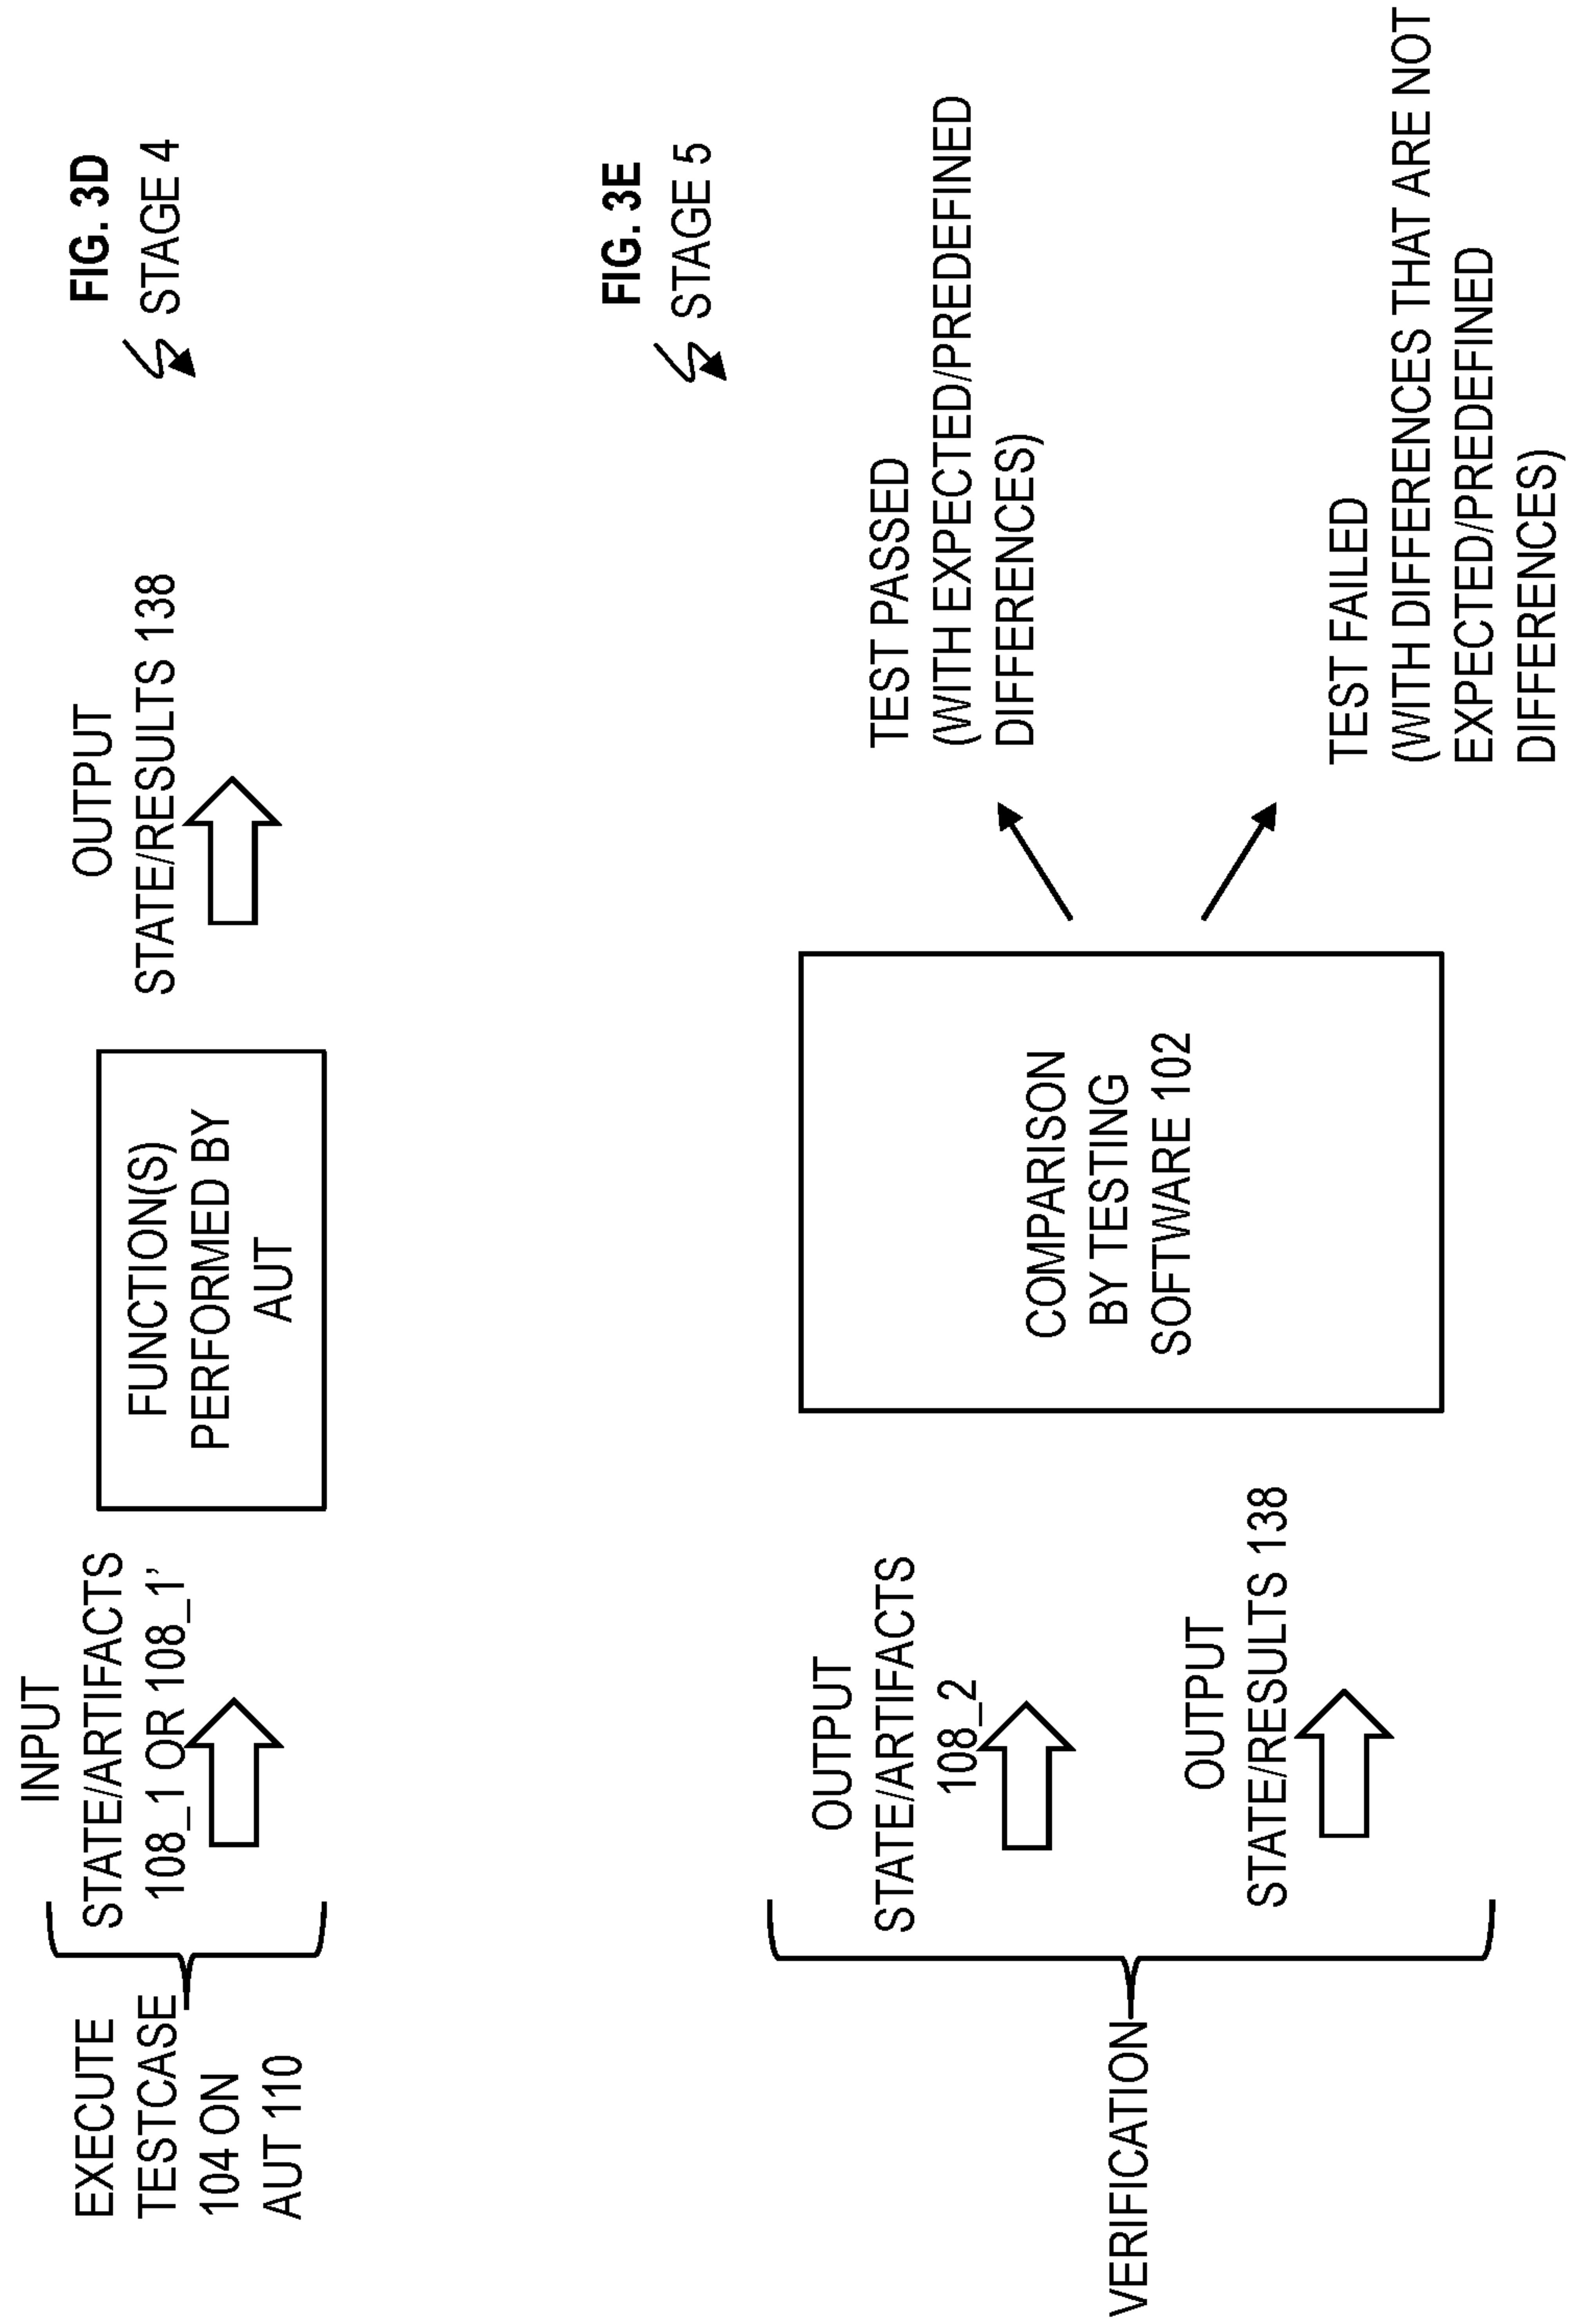 FIG. 3D
STAGE 4
EXECUTE
TESTCASE
104 ON
AUT 110
INPUT
STATE/ARTIFACTS
108_1 OR 108_1’
FUNCTION(S)
PERFORMED BY
AUT
OUTPUT
STATE/RESULTS 138
FIG. 3E
STAGE 5
VERIFICATION
OUTPUT
STATE/ARTIFACTS
108_2
OUTPUT
STATE/RESULTS 138
COMPARISON
BY TESTING
SOFTWARE 102
TEST PASSED
(WITH EXPECTED/PREDEFINED
DIFFERENCES)
TEST FAILED
(WITH DIFFERENCES THAT ARE NOT
EXPECTED/PREDEFINED
DIFFERENCES)